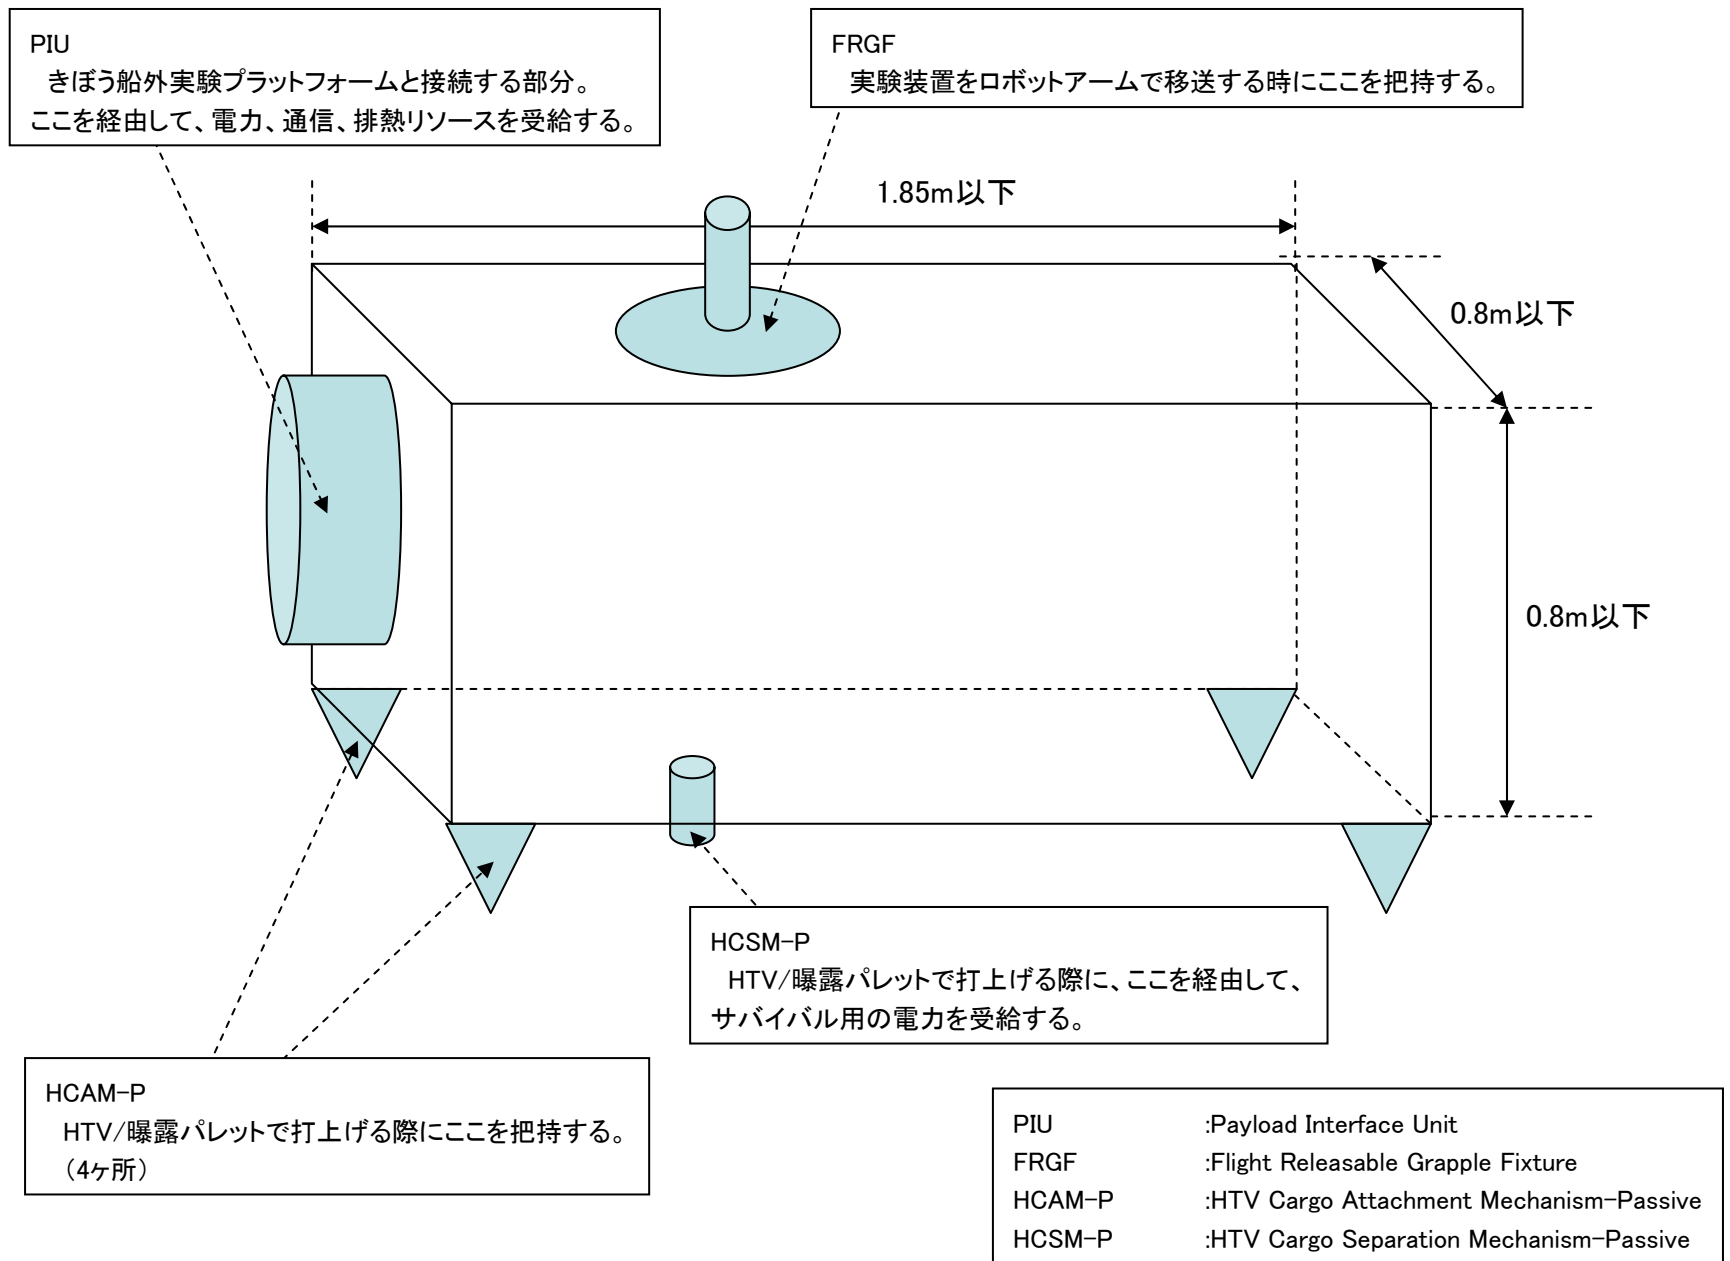 PIU
きぼう船外実験プラットフォームと接続する部分。
ここを経由して、電力、通信、排熱リソースを受給する。
FRGF
実験装置をロボットアームで移送する時にここを把持する。
1.85m以下
0.8m以下
0.8m以下
HCSM-P
HTV/曝露パレットで打上げる際に、ここを経由して、
サバイバル用の電力を受給する。
HCAM-P
HTV/曝露パレットで打上げる際にここを把持する。
(4ヶ所)
PIU :Payload Interface Unit
FRGF :Flight Releasable Grapple Fixture
HCAM-P :HTV Cargo Attachment Mechanism-Passive
HCSM-P :HTV Cargo Separation Mechanism-Passive